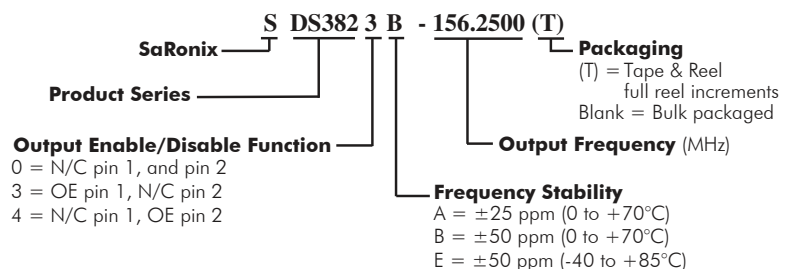 S DS382 3 B - 156.2500 (T)
SaRonix
Product Series
Output Enable/Disable Function
0 = N/C pin 1, and pin 2
3 = OE pin 1, N/C pin 2
4 = N/C pin 1, OE pin 2
Packaging
(T) = Tape & Reel
full reel increments
Blank = Bulk packaged
Output Frequency (MHz)
Frequency Stability
A = ±25 ppm (0 to +70°C)
B = ±50 ppm (0 to +70°C)
E = ±50 ppm (-40 to +85°C)